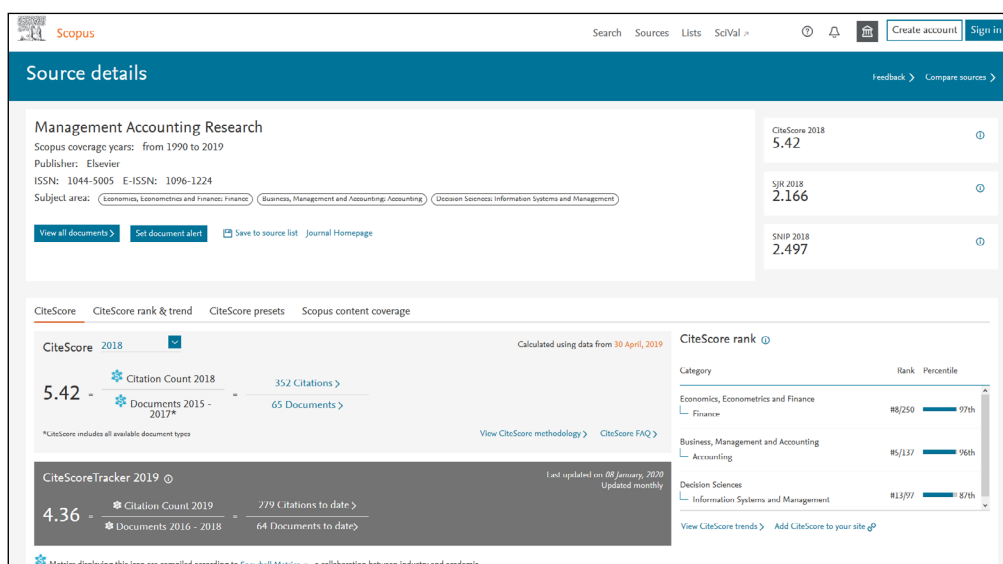 Scopus
Search Sources Lists SciVal
Create account Sign in
Source details
Feedback Compare sources
Management Accounting Research
Scopus coverage years: from 1990 to 2019
Publisher: Elsevier
ISSN: 1044-5005 E-ISSN: 1096-1224
Subject area: Economics, Econometrics and Finance: Finance Business, Management and Accounting: Accounting Decision Sciences: Information Systems and Management
View all documents Set document alert Save to source list Journal Homepage
CiteScore 2018
5.42
SJR 2018
2.166
SNIP 2018
2.497
CiteScore CiteScore rank & trend CiteScore presets Scopus content coverage
CiteScore 2018
Calculated using data from 30 April, 2019
5.42 = Citation Count 2018 = 352 Citations >
Documents 2015 - 2017* 65 Documents >
*CiteScore includes all available document types
View CiteScore methodology > CiteScore FAQ >
CiteScoreTracker 2019
Last updated on 08 January, 2020
Updated monthly
4.36 = Citation Count 2019 = 279 Citations to date >
Documents 2016 - 2018 64 Documents to date>
CiteScore rank
Category Rank Percentile
Economics, Econometrics and Finance
Finance #8/250 97th
Business, Management and Accounting
Accounting #5/137 96th
Decision Sciences
Information Systems and Management #13/97 87th
View CiteScore trends > Add CiteScore to your site